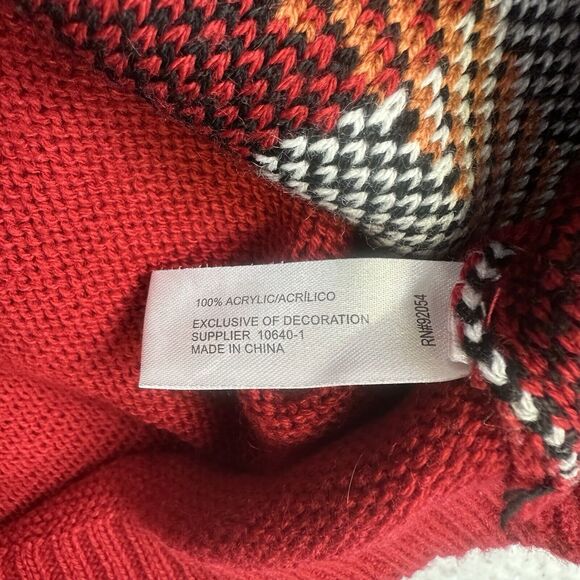 100% ACRYLIC/ACRÍLICO
EXCLUSIVE OF DECORATION
SUPPLIER 10640-1
MADE IN CHINA
RN#92054